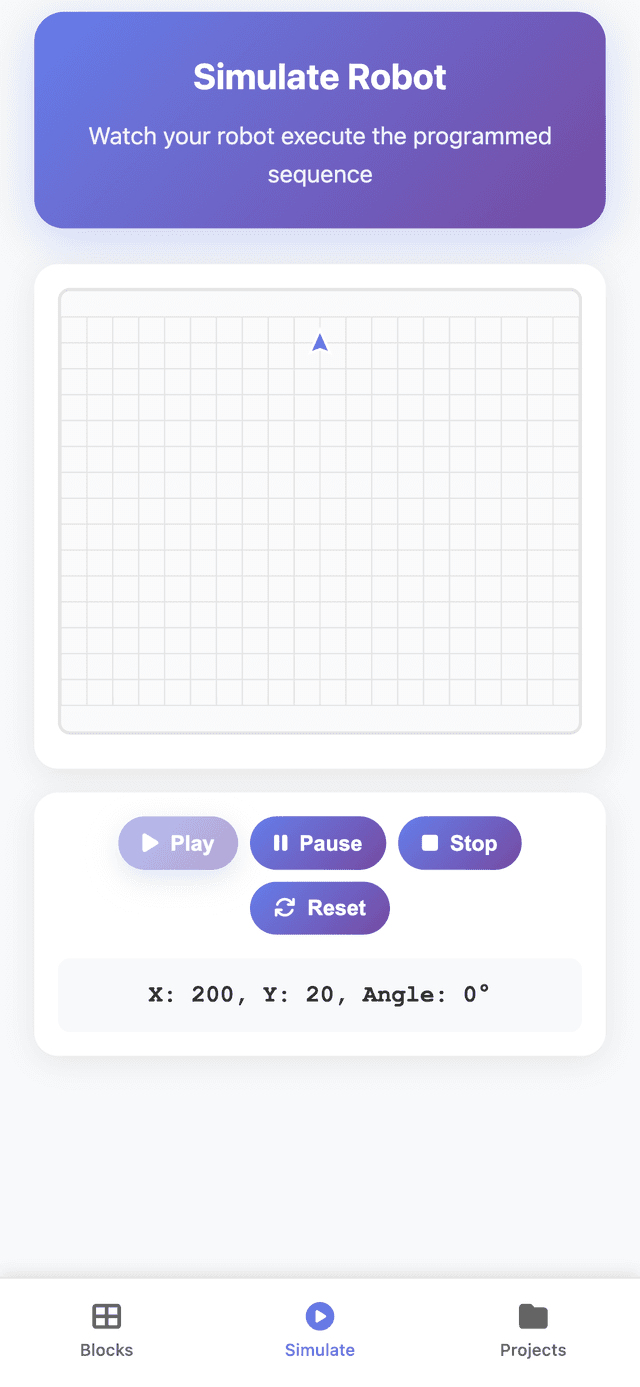 Simulate Robot
Watch your robot execute the programmed
sequence
Play
Pause
Stop
Reset
X: 200, Y: 20, Angle: 0°
Blocks
Simulate
Projects